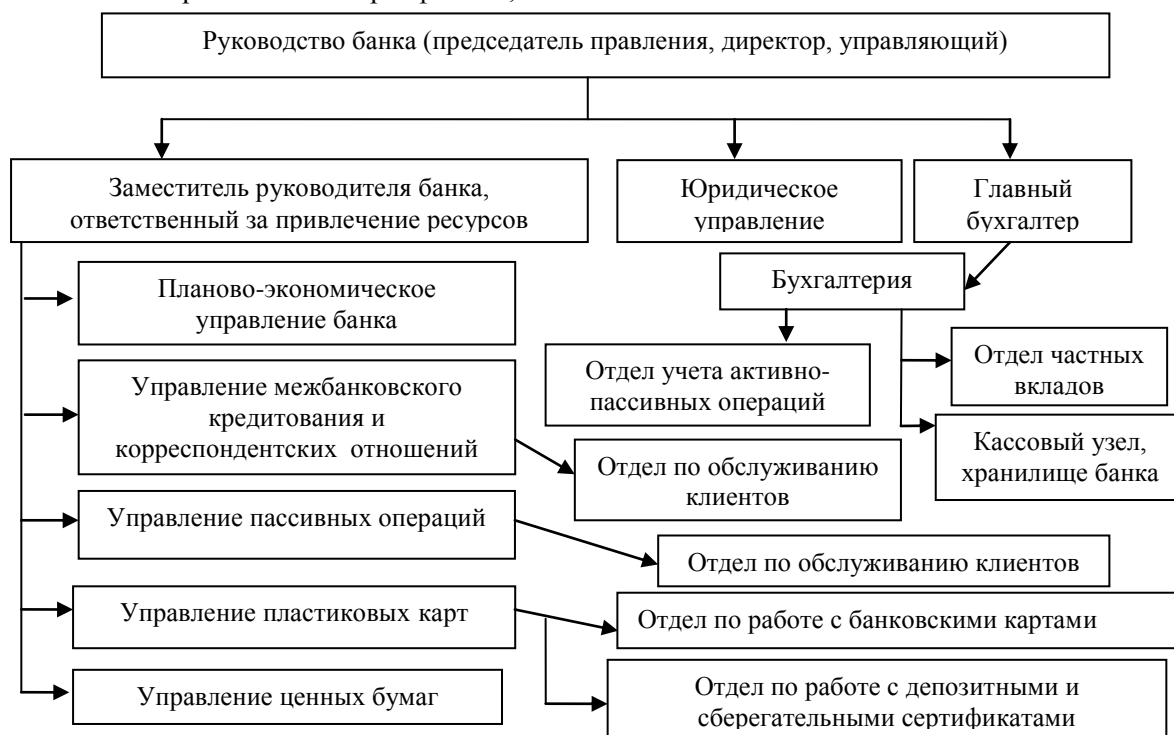 Руководство банка (председатель правления, директор, управляющий)
Заместитель руководителя банка,
ответственный за привлечение ресурсов
Юридическое
управление
Главный
бухгалтер
Бухгалтерия
Планово-экономическое
управление банка
Отдел учета активно-
пассивных операций
Отдел частных
вкладов
Управление межбанковского
кредитования и
корреспондентских отношений
Кассовый узел,
хранилище банка
Отдел по обслуживанию
клиентов
Управление пассивных операций
Отдел по обслуживанию клиентов
Управление пластиковых карт
Отдел по работе с банковскими картами
Управление ценных бумаг
Отдел по работе с депозитными и
сберегательными сертификатами